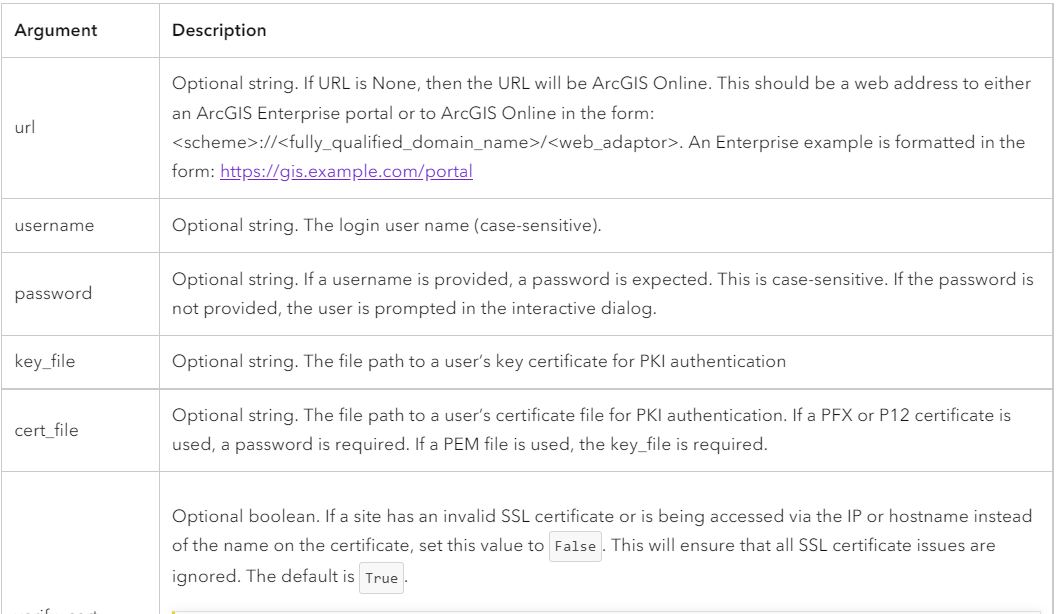 Argument
Description
url
Optional string. If URL is None, then the URL will be ArcGIS Online. This should be a web address to either
an ArcGIS Enterprise portal or to ArcGIS Online in the form:
<scheme>://<fully_qualified_domain_name>/<web_adaptor>. An Enterprise example is formatted in the
form: https://gis.example.com/portal
username
Optional string. The login user name (case-sensitive).
password
Optional string. If a username is provided, a password is expected. This is case-sensitive. If the password is
not provided, the user is prompted in the interactive dialog.
key_file
Optional string. The file path to a user’s key certificate for PKI authentication
cert_file
Optional string. The file path to a user’s certificate file for PKI authentication. If a PFX or P12 certificate is
used, a password is required. If a PEM file is used, the key_file is required.
Optional boolean. If a site has an invalid SSL certificate or is being accessed via the IP or hostname instead
of the name on the certificate, set this value to False. This will ensure that all SSL certificate issues are
ignored. The default is True.